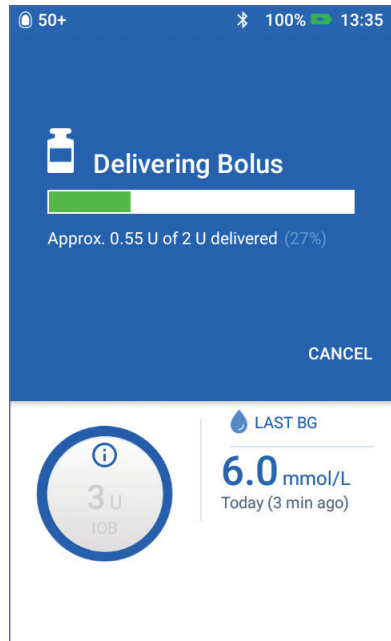 50+ 100% 13:35
Delivering Bolus
Approx. 0.55 U of 2 U delivered (27%)
CANCEL
i
3 U
IOB
LAST BG
6.0 mmol/L
Today (3 min ago)